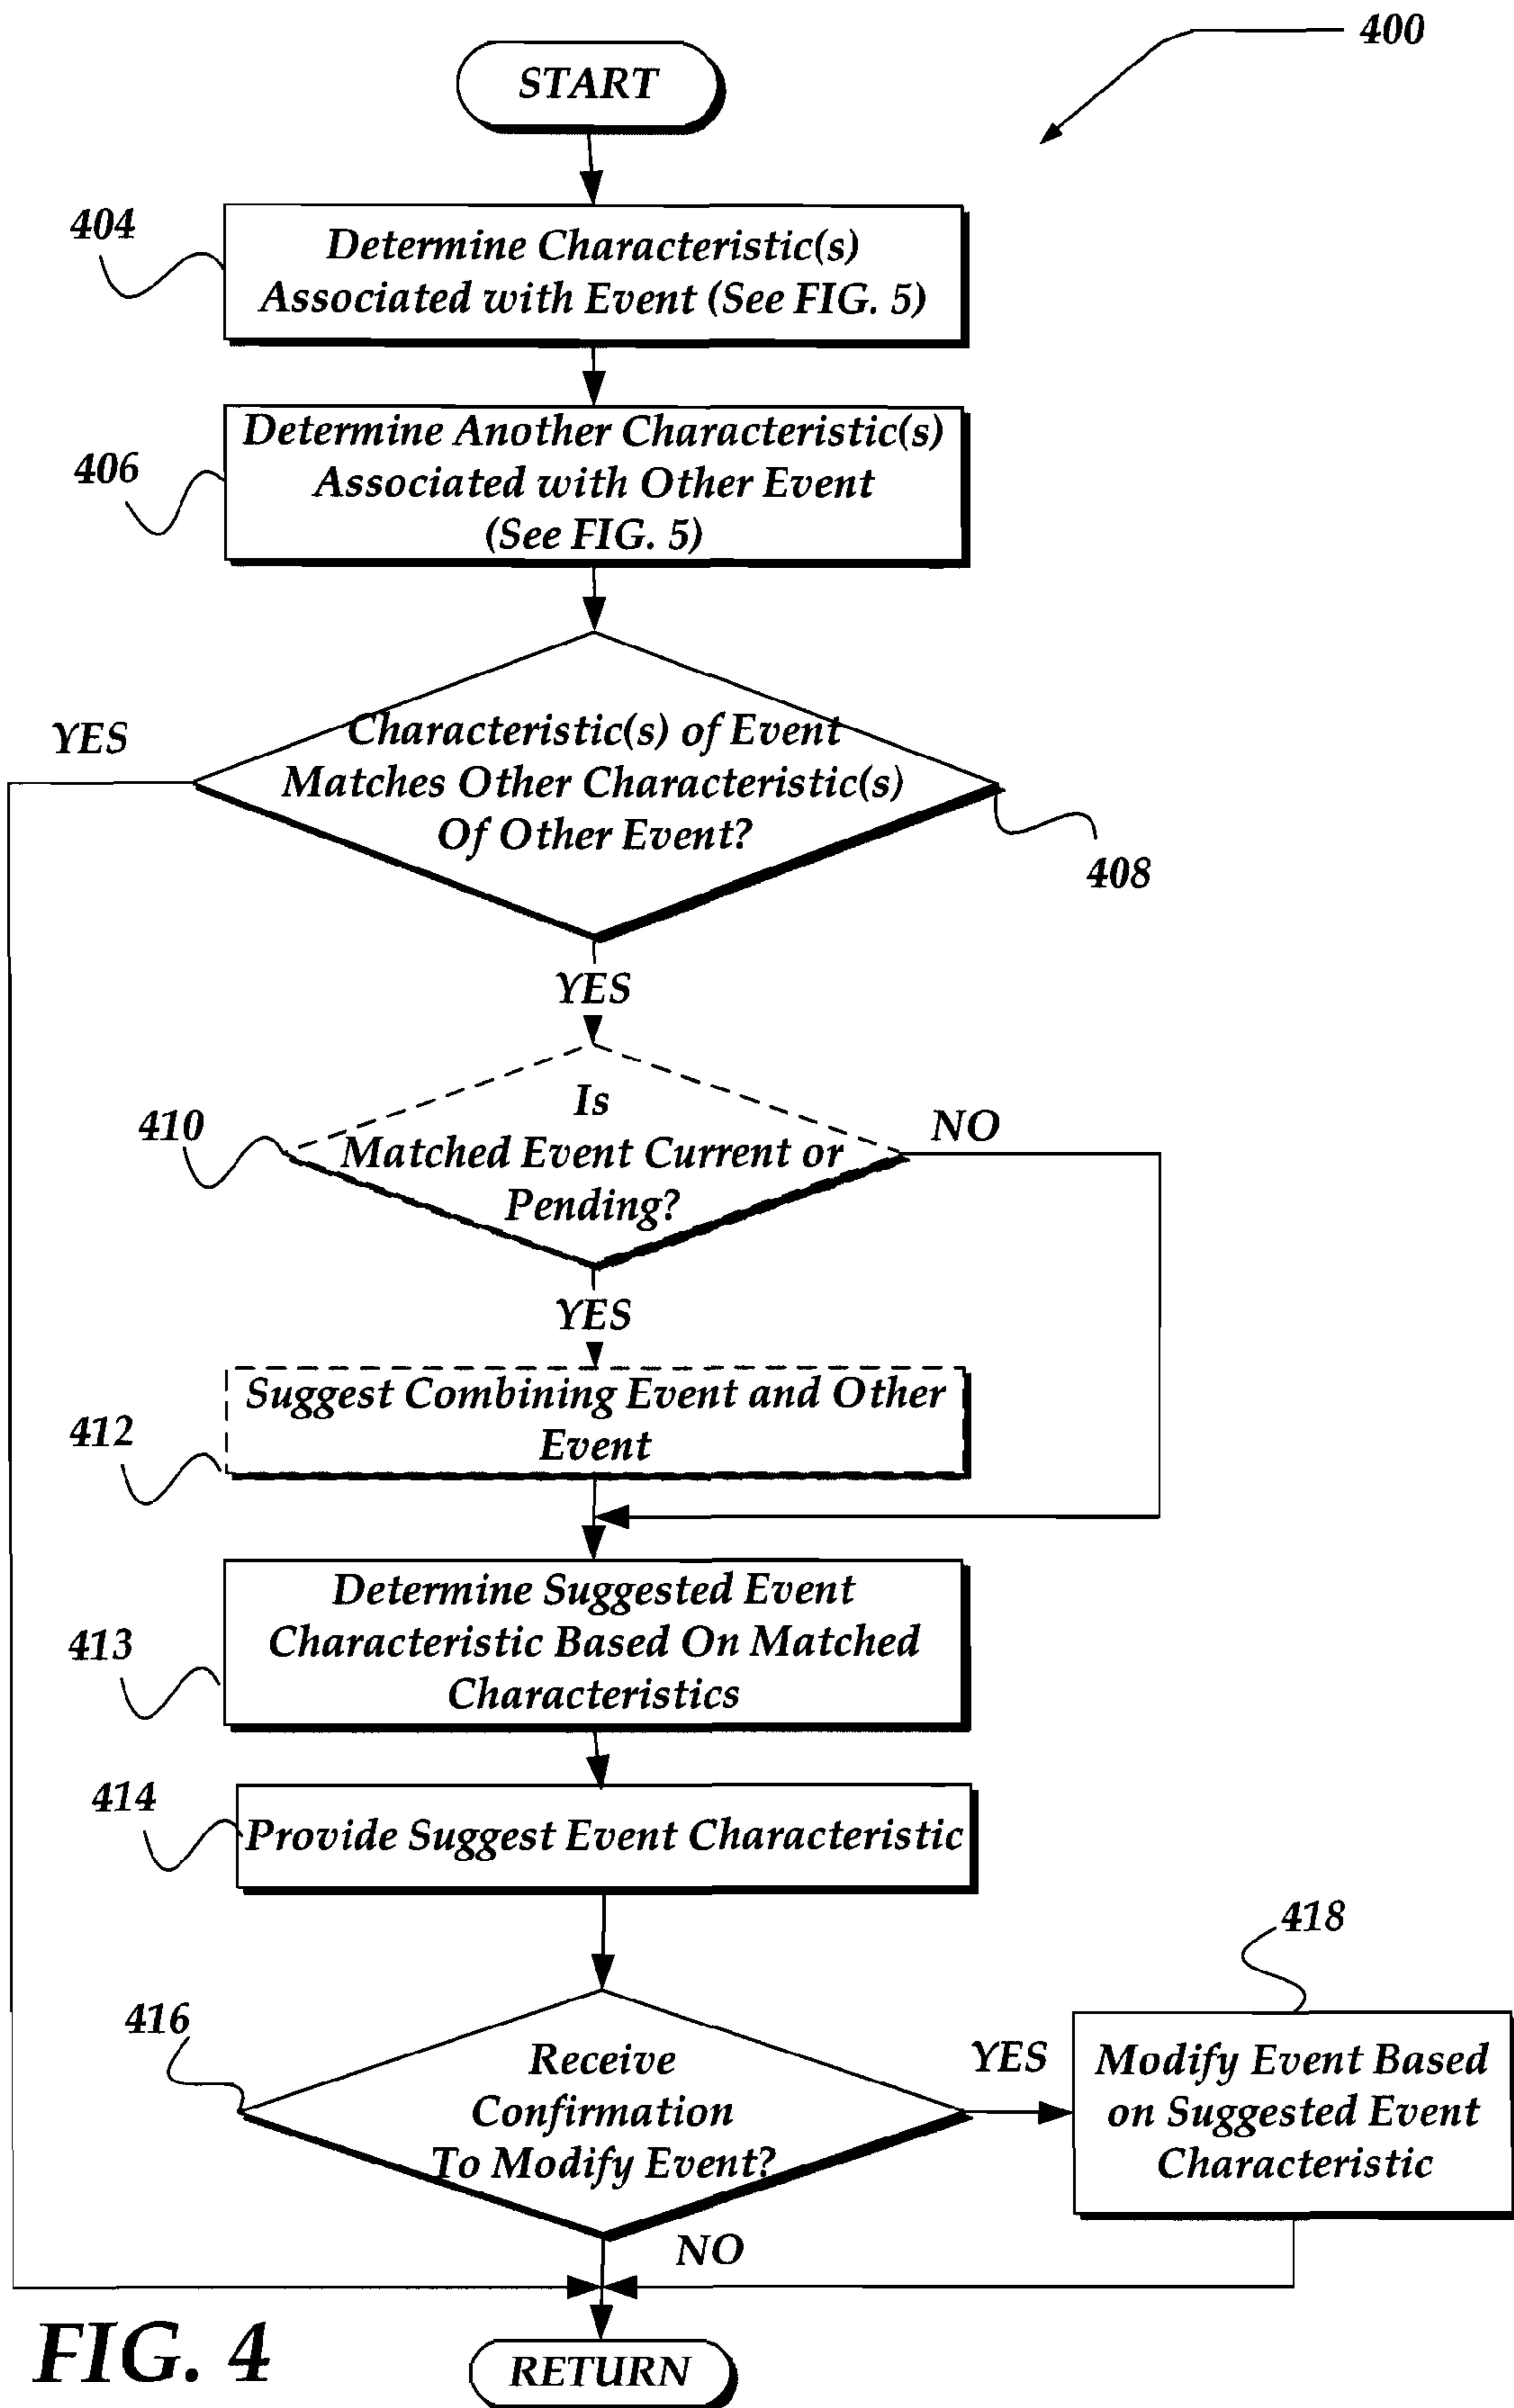 400
START
404
Determine Characteristic(s)
Associated with Event (See FIG. 5)
406
Determine Another Characteristic(s)
Associated with Other Event
(See FIG. 5)
YES
Characteristic(s) of Event
Matches Other Characteristic(s)
Of Other Event?
408
YES
410
Is
Matched Event Current or
Pending?
NO
YES
412
Suggest Combining Event and Other
Event
413
Determine Suggested Event
Characteristic Based On Matched
Characteristics
414
Provide Suggest Event Characteristic
416
Receive
Confirmation
To Modify Event?
YES
418
Modify Event Based
on Suggested Event
Characteristic
NO
RETURN
FIG. 4